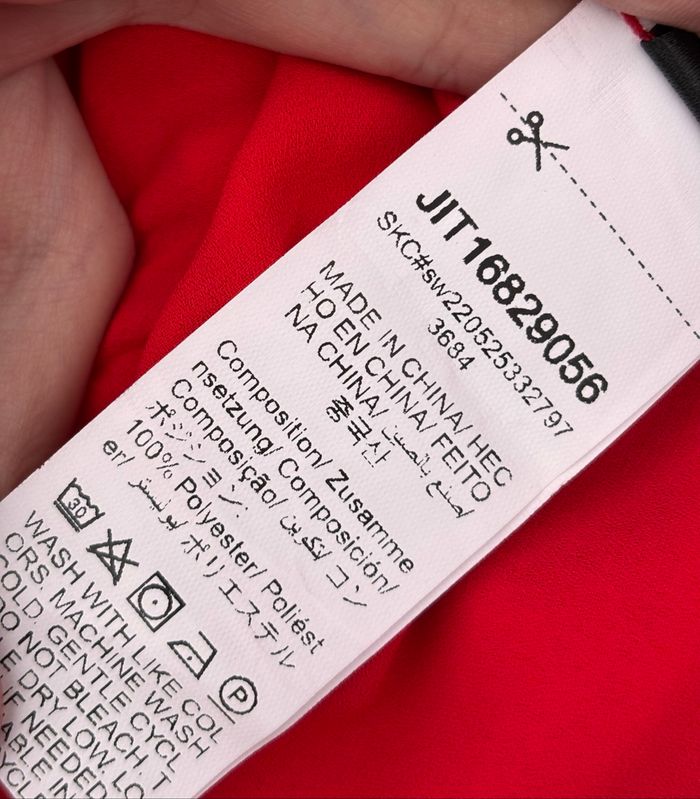 JIT16829056
SKC#sw220525332797
3684
MADE IN CHINA/ HEC
HO EN CHINA/ FEITO
NA CHINA/ صنع بالصين/
중국산
Composition/ Zusamme
nsetzung/ Composición/
Composição/ تكوين/ コン
ポジション:
100% Polyester/ Poliést
er/ بوليستر/ ポリエステル
30
P
WASH WITH LIKE COL
ORS. MACHINE WASH
COLD, GENTLE CYCL
DO NOT BLEACH. T
E DRY LOW. LO
IF NEEDED
ABLE IN